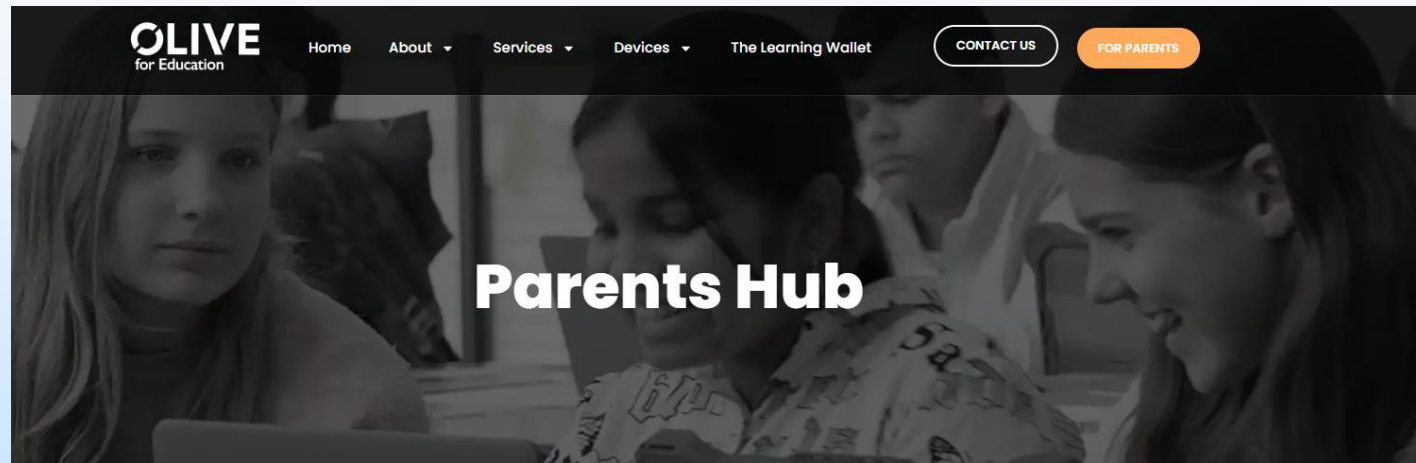 OLIVE
for Education
Home About Services Devices The Learning Wallet CONTACT US FOR PARENTS
Parents Hub